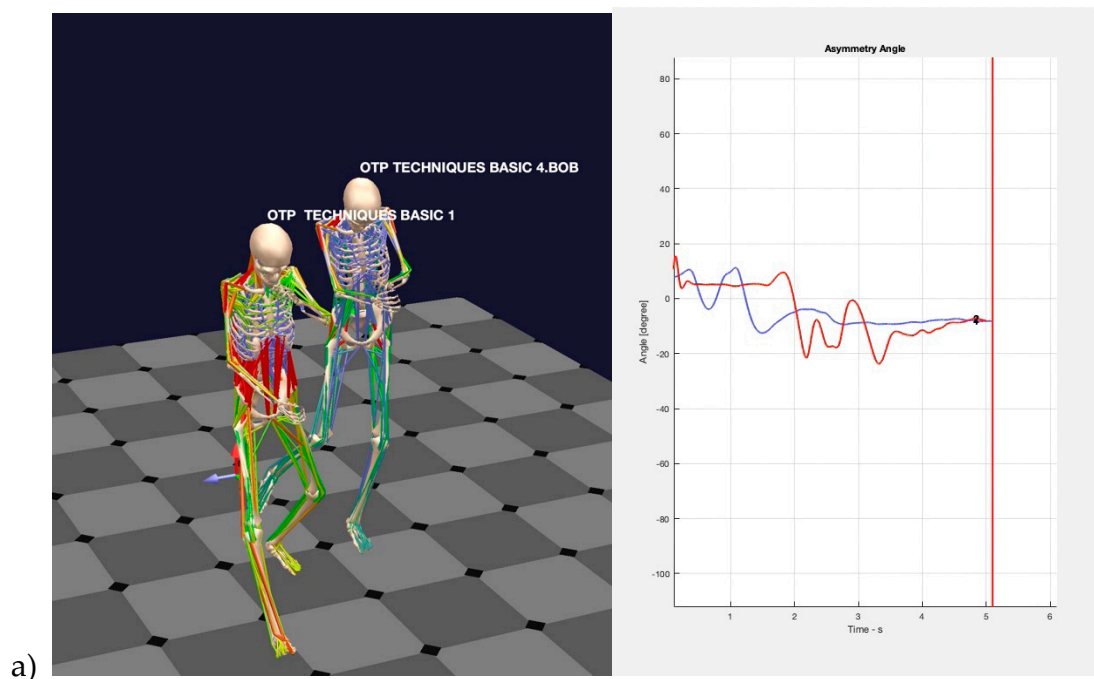 OTP TECHNIQUES BASIC 4.BOB
OTP TECHNIQUES BASIC 1
Asymmetry Angle
80
60
40
20
0
-20
-40
-60
-80
-100
Angle [degree]
1
2
3
4
5
6
Time - s
a)